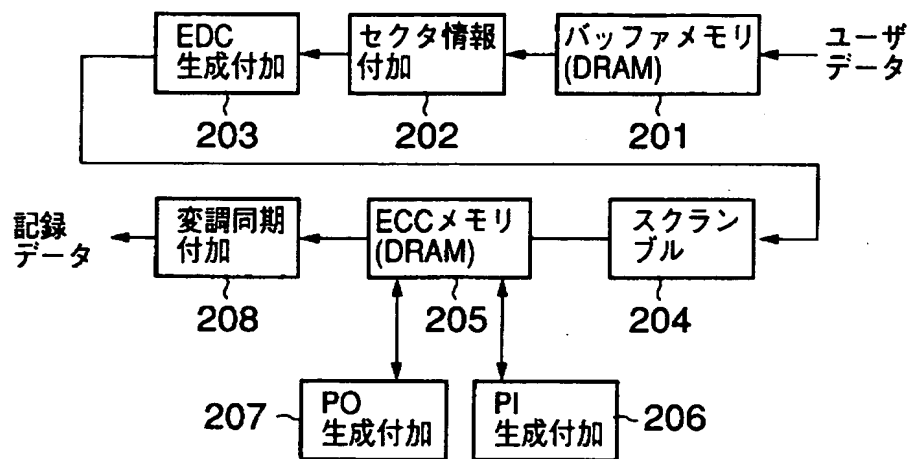 EDC
生成付加
203
セクタ情報
付加
202
バッファメモリ
(DRAM)
201
ユーザ
データ
記録
データ
変調同期
付加
208
ECCメモリ
(DRAM)
205
スクラン
ブル
204
207
PO
生成付加
PI
生成付加
206